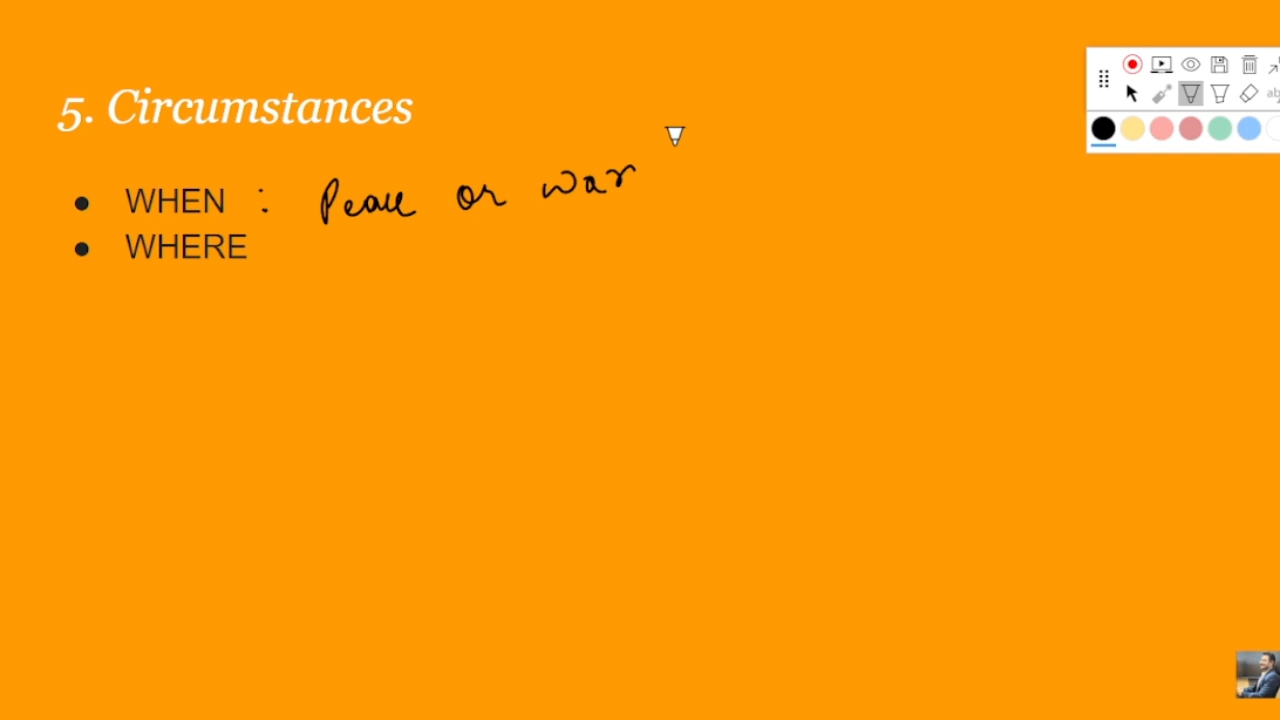 5. Circumstances
● WHEN : Peace or war
● WHERE